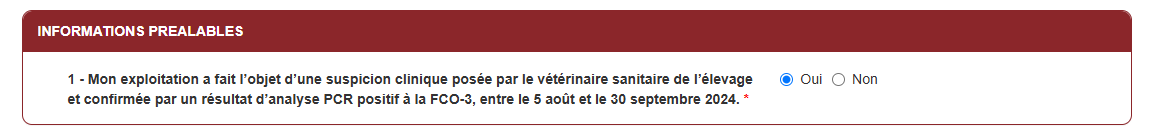 INFORMATIONS PREALABLES
1 - Mon exploitation a fait l’objet d’une suspicion clinique posée par le vétérinaire sanitaire de l’élevage
et confirmée par un résultat d’analyse PCR positif à la FCO-3, entre le 5 août et le 30 septembre 2024. *
Oui Non